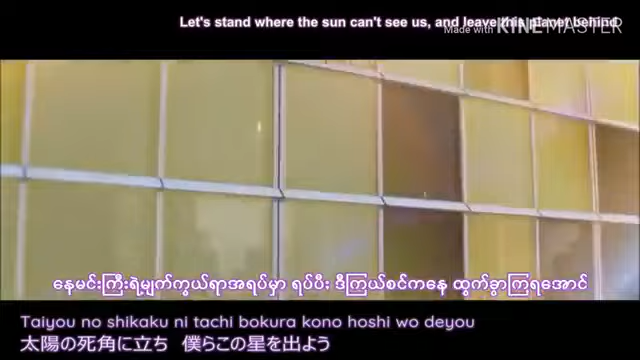 Let's stand where the sun can't see us, and leave this planet behind
Made with KINEMASTER
နေမင်းကြီးရဲ့မျက်ကွယ်ရာအရပ်မှာ ရပ်ပီး ဒီကြယ်စင်ကနေ ထွက်ခွာကြရအောင်
Taiyou no shikaku ni tachi bokura kono hoshi wo deyou
太陽の死角に立ち 僕らこの星を出よう